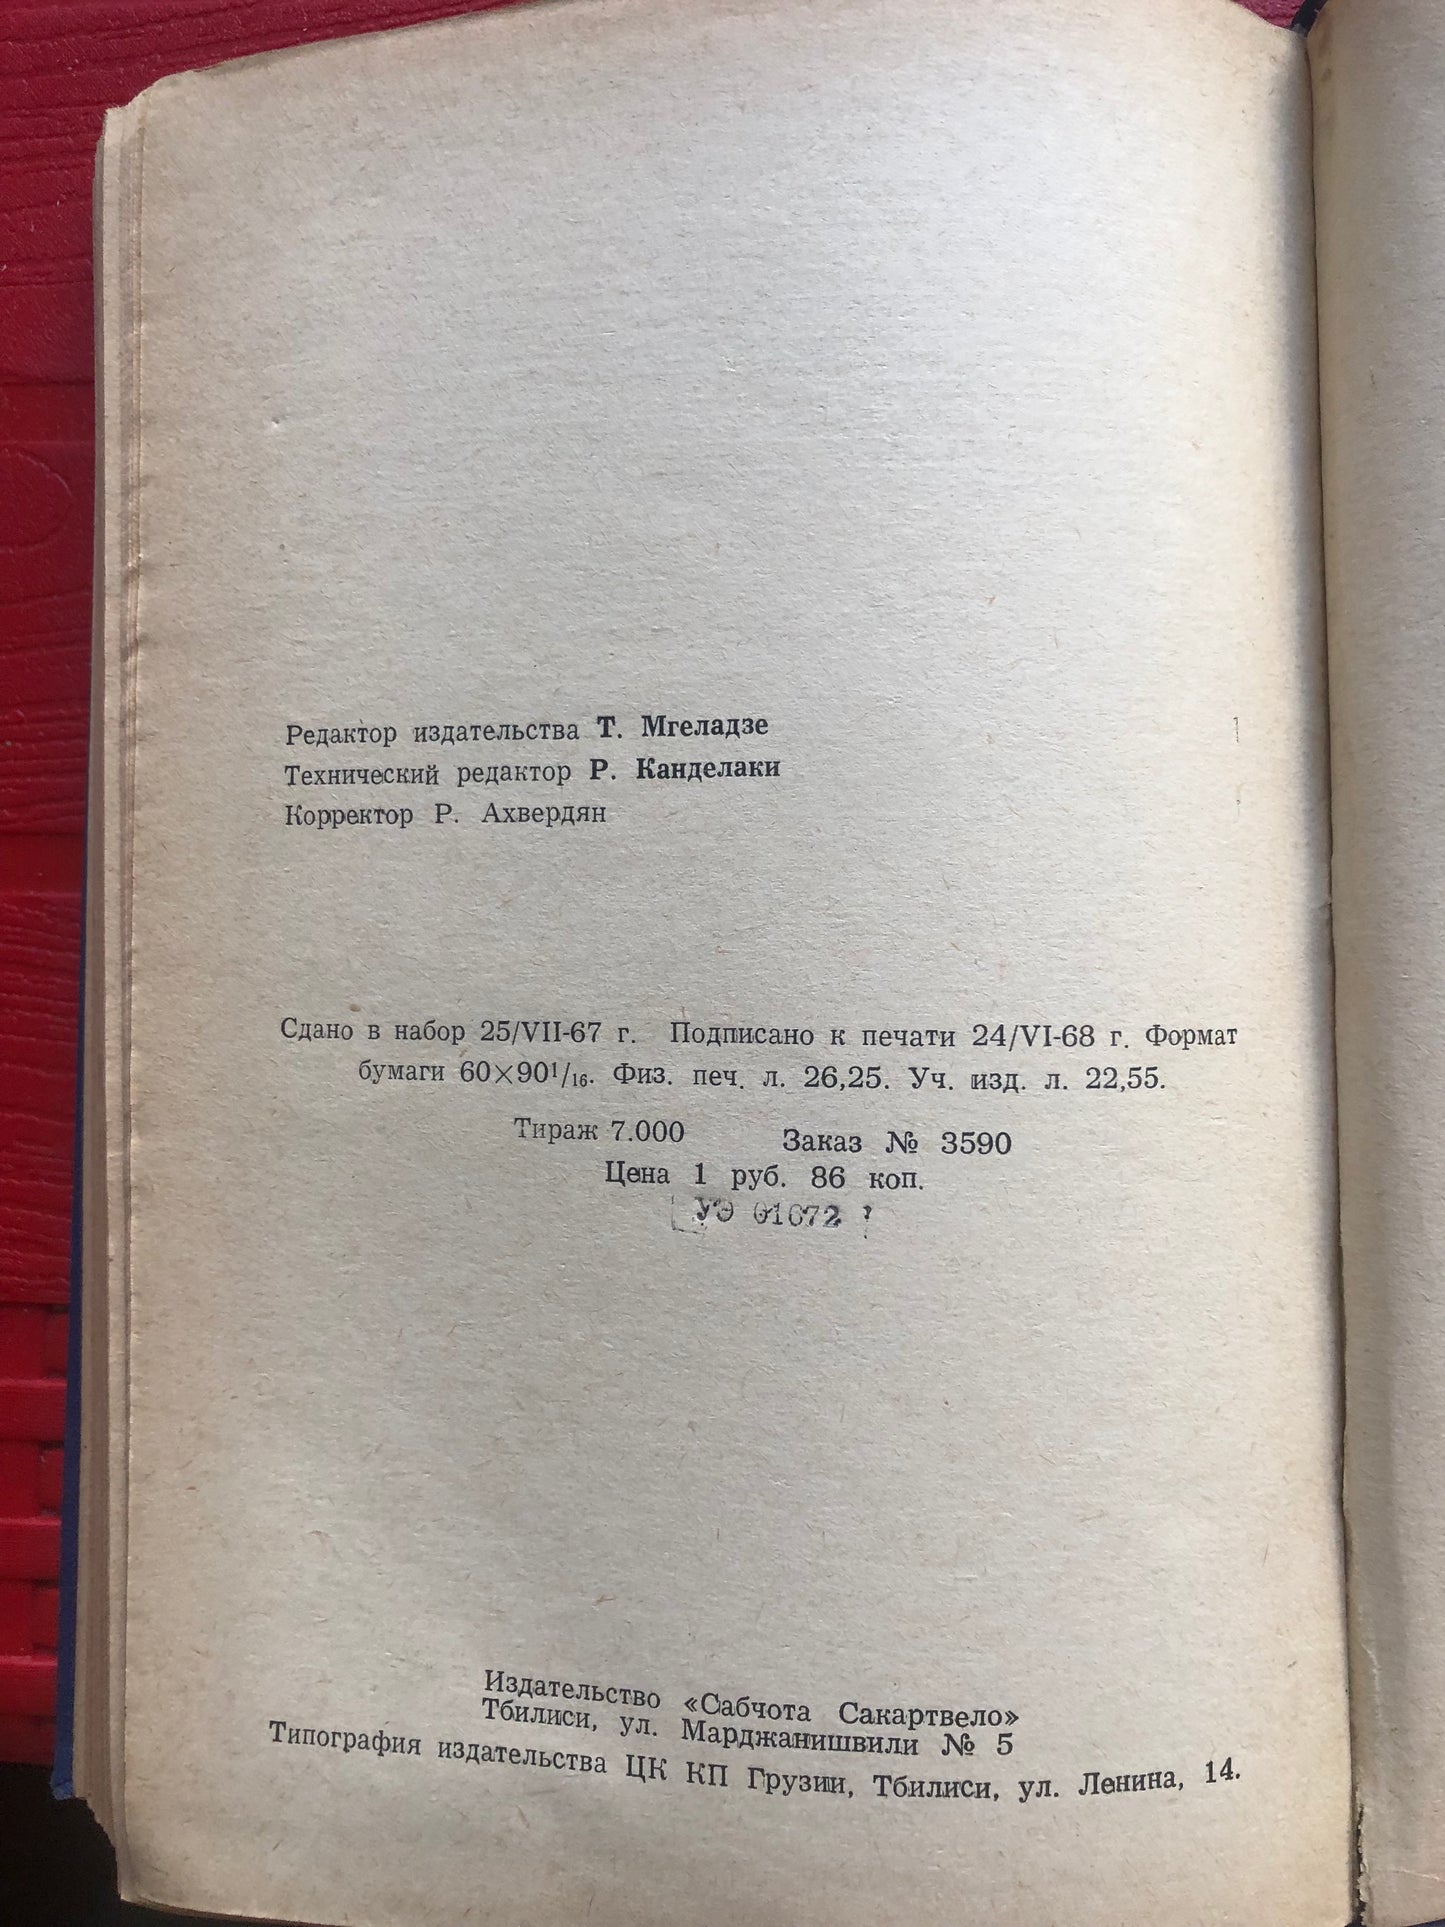 Редактор издательства Т. Мгеладзе
Технический редактор Р. Канделаки
Корректор Р. Ахвердян
Сдано в набор 25/VII-67 г. Подписано к печати 24/VI-68 г. Формат
бумаги 60×90¹/₁₆. Физ. печ. л. 26,25. Уч. изд. л. 22,55.
Тираж 7.000 Заказ № 3590
Цена 1 руб. 86 коп.
УЭ 01672
Издательство «Сабчота Сакартвело»
Тбилиси, ул. Марджанишвили № 5
Типография издательства ЦК КП Грузии, Тбилиси, ул. Ленина, 14.